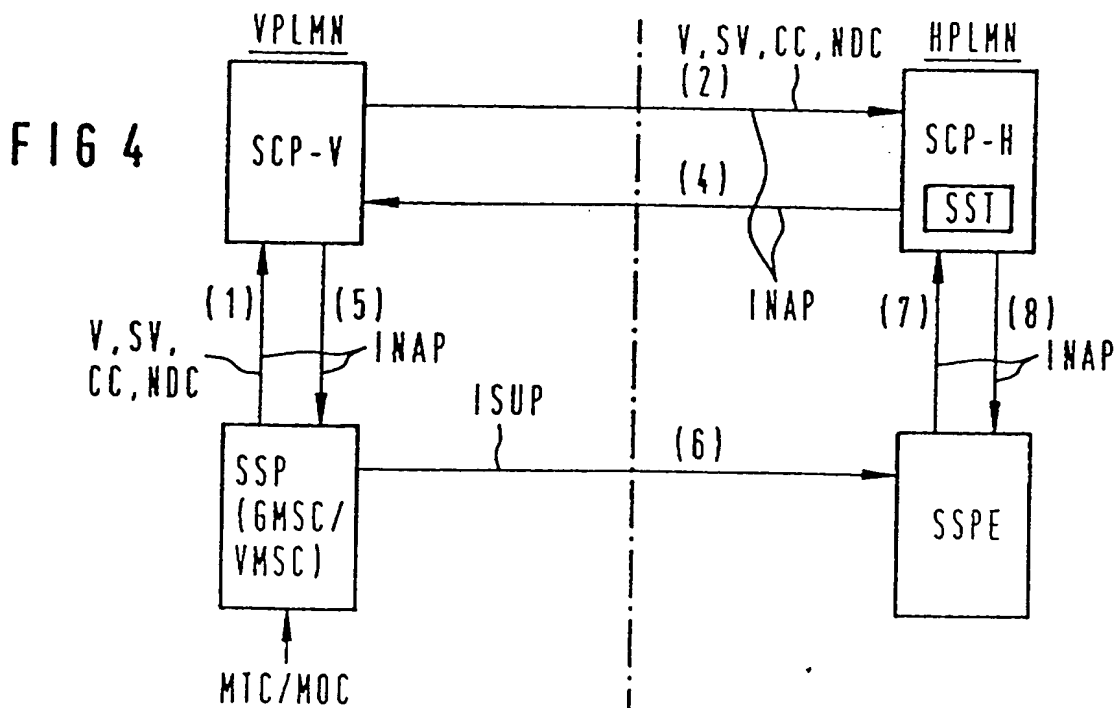 FIG 4
VPLMN
HPLMN
V,SV,CC,NDC
(2)
SCP-V
SCP-H
SST
(4)
INAP
(1)
(5)
(7)
(8)
V,SV,
CC,NDC
INAP
INAP
ISUP
(6)
SSP
(GMSC/
VMSC)
SSPE
MTC/MOC